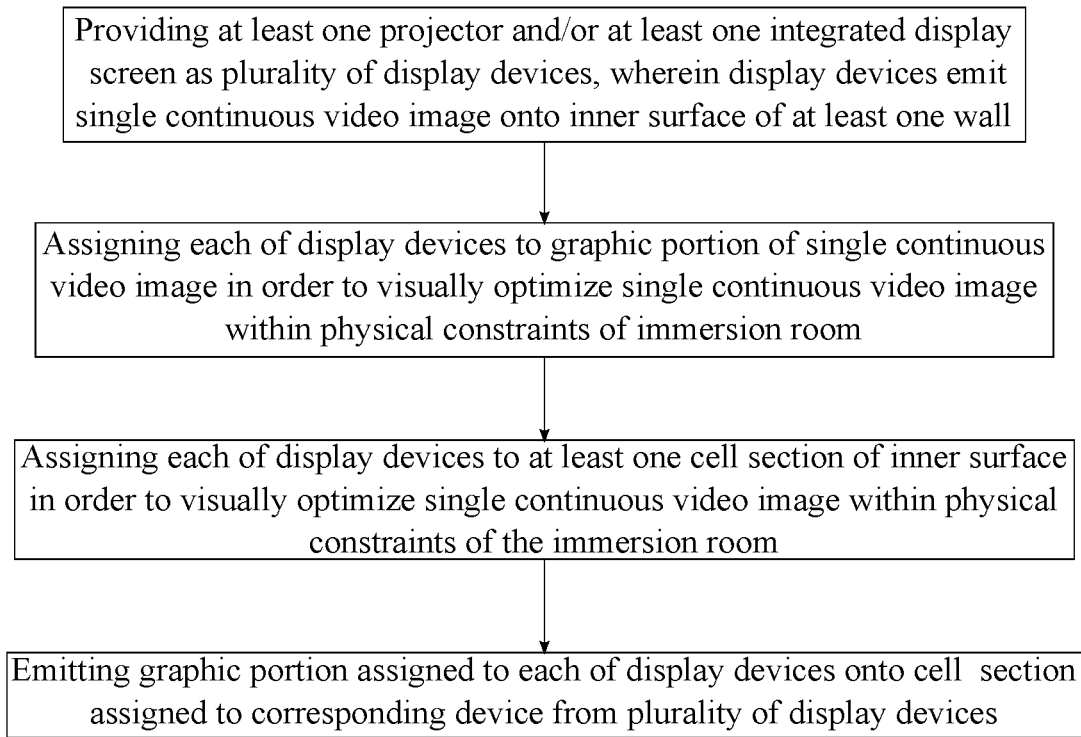 Providing at least one projector and/or at least one integrated display
screen as plurality of display devices, wherein display devices emit
single continuous video image onto inner surface of at least one wall
Assigning each of display devices to graphic portion of single continuous
video image in order to visually optimize single continuous video image
within physical constraints of immersion room
Assigning each of display devices to at least one cell section of inner surface
in order to visually optimize single continuous video image within physical
constraints of the immersion room
Emitting graphic portion assigned to each of display devices onto cell section
assigned to corresponding device from plurality of display devices